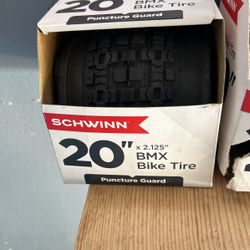 20"
BMX
Bike Tire
Puncture Guard
SCHWINN
20" x 2.125"
BMX
Bike Tire
Puncture Guard